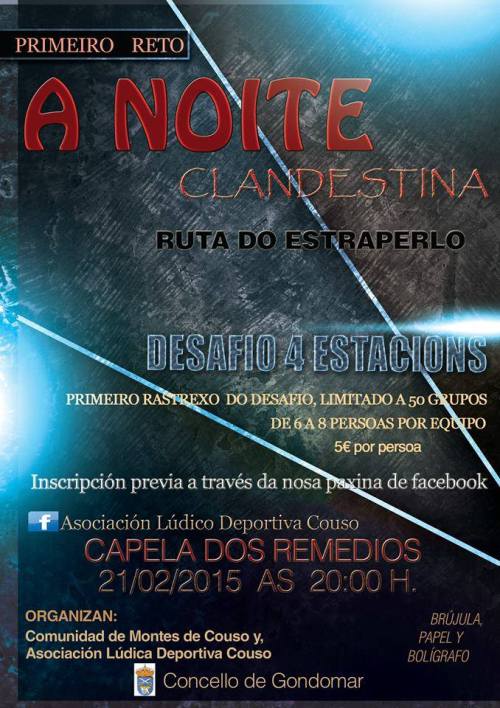 PRIMEIRO RETO
A NOITE
CLANDESTINA
RUTA DO ESTRAPERLO
DESAFIO 4 ESTACIONS
PRIMEIRO RASTREXO DO DESAFIO, LIMITADO A 50 GRUPOS
DE 6 A 8 PERSOAS POR EQUIPO
5€ por persoa
Inscripción previa a través da nosa paxina de facebook
f Asociación Lúdico Deportiva Couso
CAPELA DOS REMEDIOS
21/02/2015 AS 20:00 H.
ORGANIZAN:
Comunidad de Montes de Couso y,
Asociación Lúdica Deportiva Couso
Concello de Gondomar
BRÚJULA,
PAPEL Y
BOLÍGRAFO